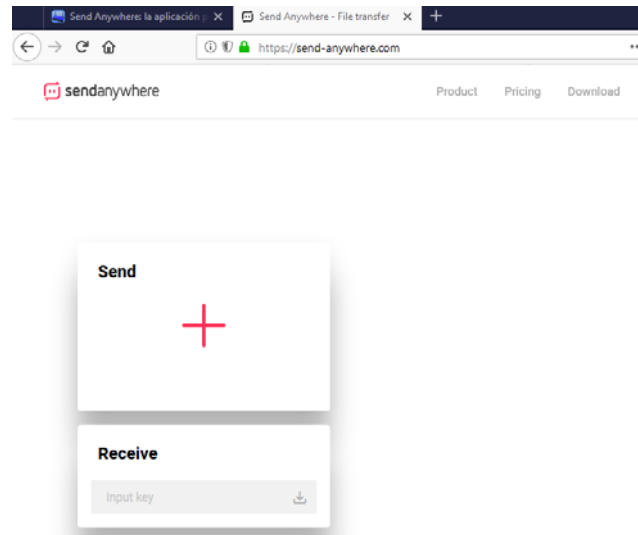 Send Anywhere: la aplicación p
Send Anywhere - File transfer
https://send-anywhere.com
sendanywhere
Product Pricing Download
Send
Receive
Input key